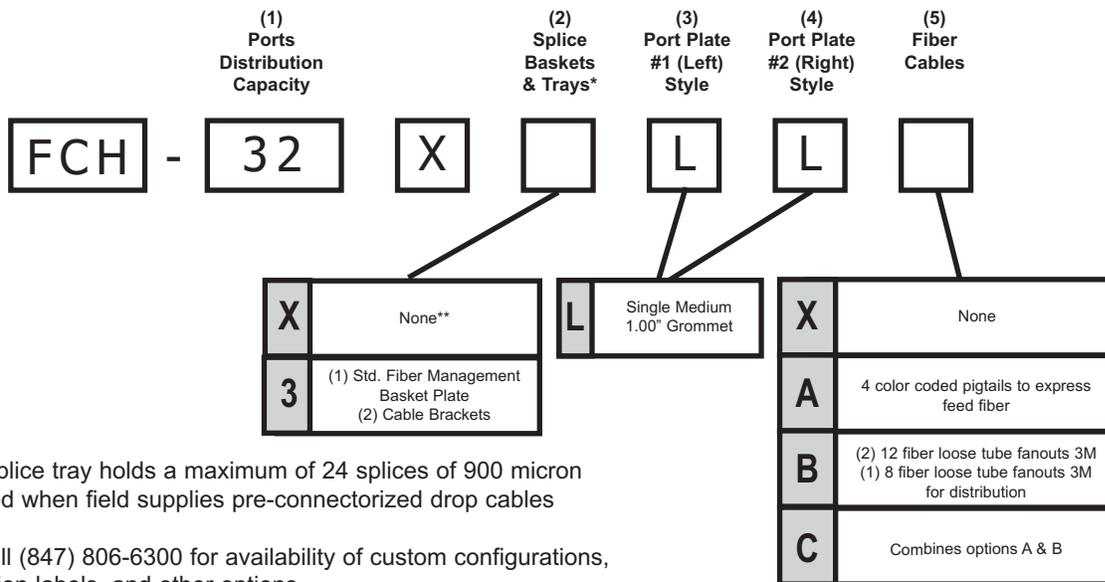 (1)
Ports
Distribution
Capacity
(2)
Splice
Baskets
& Trays*
(3)
Port Plate
#1 (Left)
Style
(4)
Port Plate
#2 (Right)
Style
(5)
Fiber
Cables
FCH - 32 X L L
X None**
3 (1) Std. Fiber Management
Basket Plate
(2) Cable Brackets
L Single Medium
1.00” Grommet
X None
A 4 color coded pigtails to express
feed fiber
B (2) 12 fiber loose tube fanouts 3M
(1) 8 fiber loose tube fanouts 3M
for distribution
C Combines options A & B
tray holds a maximum of 24 splices of 900 micron
when field supplies pre-connectorized drop cables
(847) 806-6300 for availability of custom configurations,
labels, and other options